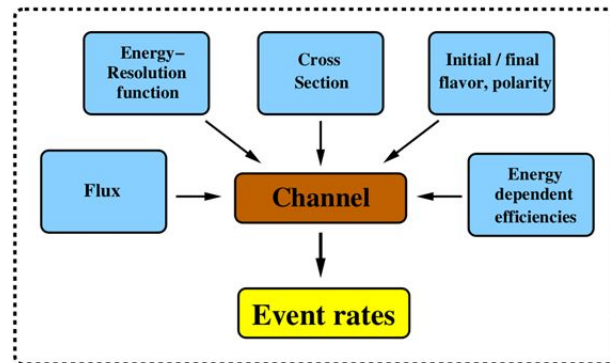 Energy–
Resolution
function
Cross
Section
Initial / final
flavor, polarity
Flux
Channel
Energy
dependent
efficiencies
Event rates